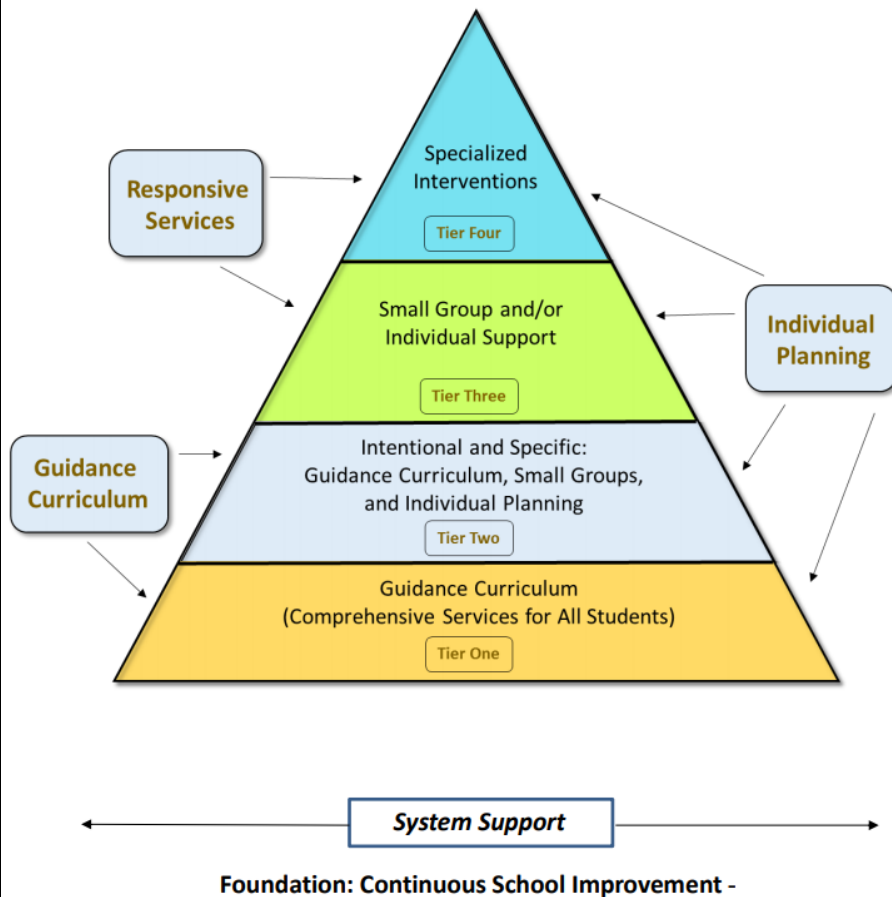 Specialized
Interventions
Tier Four
Responsive
Services
Small Group and/or
Individual Support
Tier Three
Individual
Planning
Guidance
Curriculum
Intentional and Specific:
Guidance Curriculum, Small Groups,
and Individual Planning
Tier Two
Guidance Curriculum
(Comprehensive Services for All Students)
Tier One
System Support
Foundation: Continuous School Improvement -